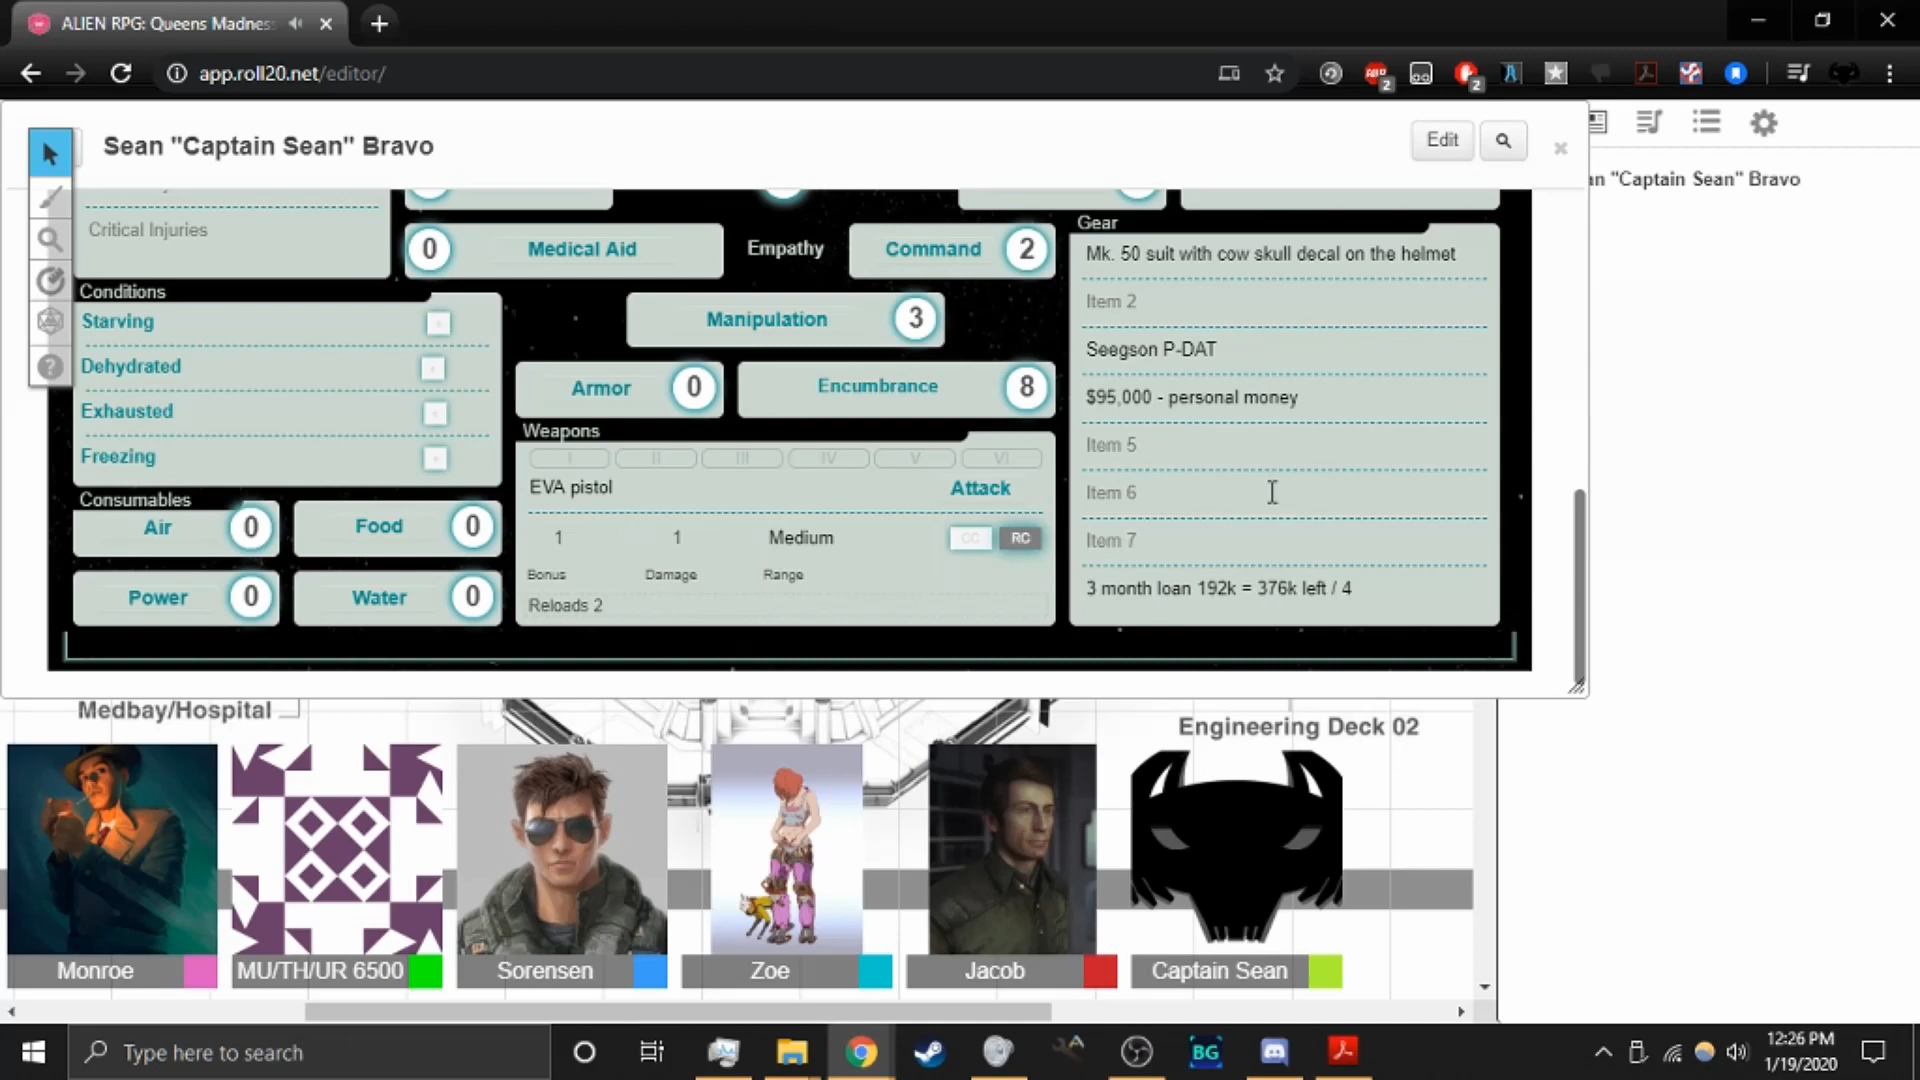 ALIEN RPG: Queens Madness
app.roll20.net/editor/
2
2
Sean "Captain Sean" Bravo
Edit
"Captain Sean" Bravo
Critical Injuries
0 Medical Aid
Empathy
Command 2
Manipulation 3
Armor 0
Encumbrance 8
Conditions
Starving
Dehydrated
Exhausted
Freezing
Consumables
Air 0
Food 0
Power 0
Water 0
Weapons
I II III IV V VI
EVA pistol
Attack
1 1 Medium
CC RC
Bonus Damage Range
Reloads 2
Gear
Mk. 50 suit with cow skull decal on the helmet
Item 2
Seegson P-DAT
$95,000 - personal money
Item 5
Item 6
Item 7
3 month loan 192k = 376k left / 4
Medbay/Hospital
Engineering Deck 02
Monroe
MU/TH/UR 6500
Sorensen
Zoe
Jacob
Captain Sean
Type here to search
BG
12:26 PM
1/19/2020